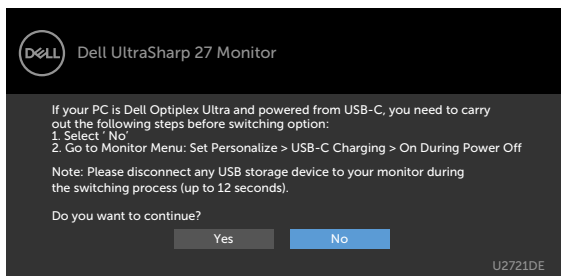 DELL
Dell UltraSharp 27 Monitor
If your PC is Dell Optiplex Ultra and powered from USB-C, you need to carry
out the following steps before switching option:
1. Select ‘ No’
2. Go to Monitor Menu: Set Personalize > USB-C Charging > On During Power Off
Note: Please disconnect any USB storage device to your monitor during
the switching process (up to 12 seconds).
Do you want to continue?
Yes No
U2721DE